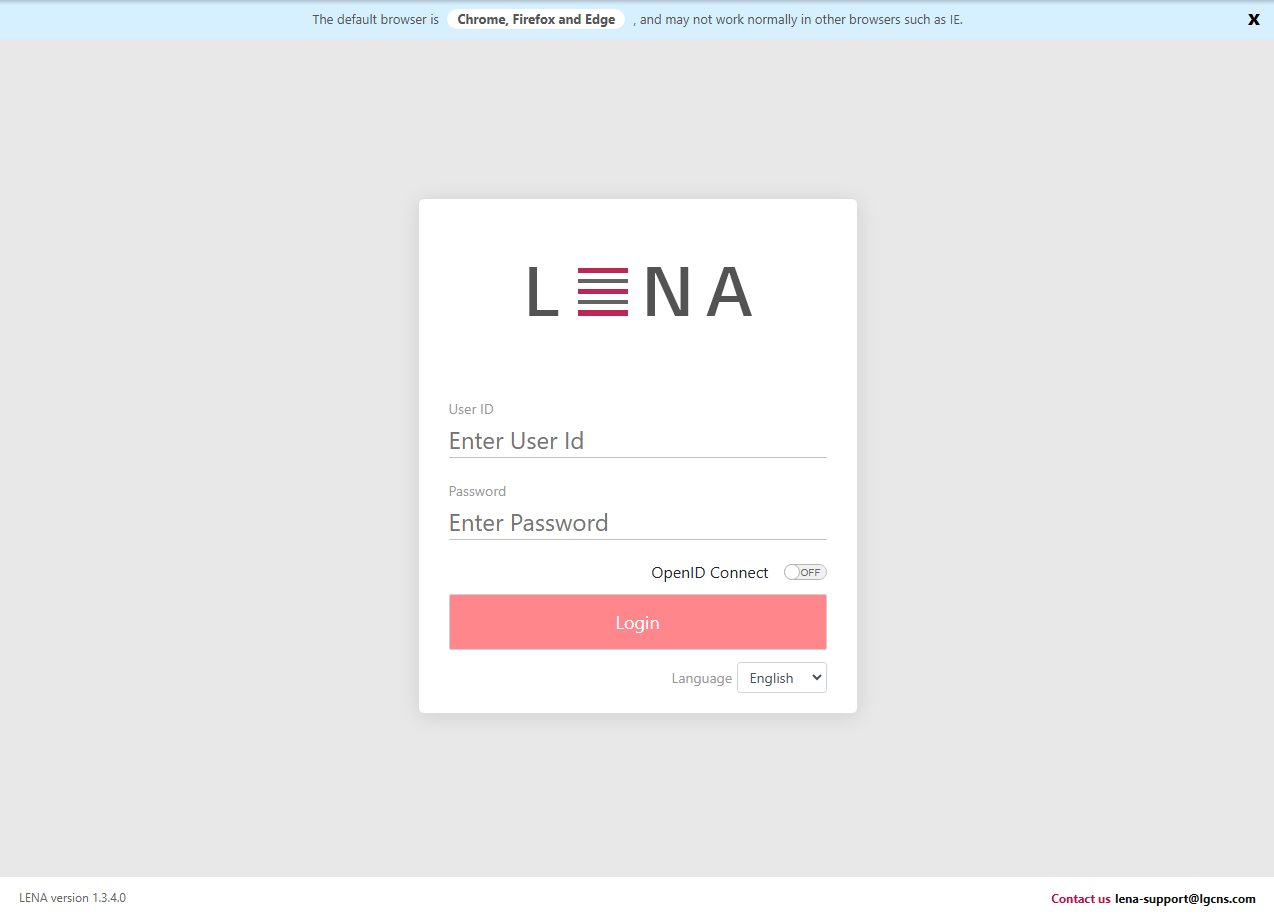 The default browser is Chrome, Firefox and Edge , and may not work normally in other browsers such as IE. X
LENA
User ID
Enter User Id
Password
Enter Password
OpenID Connect OFF
Login
Language English
LENA version 1.3.4.0 Contact us lena-support@lgcns.com